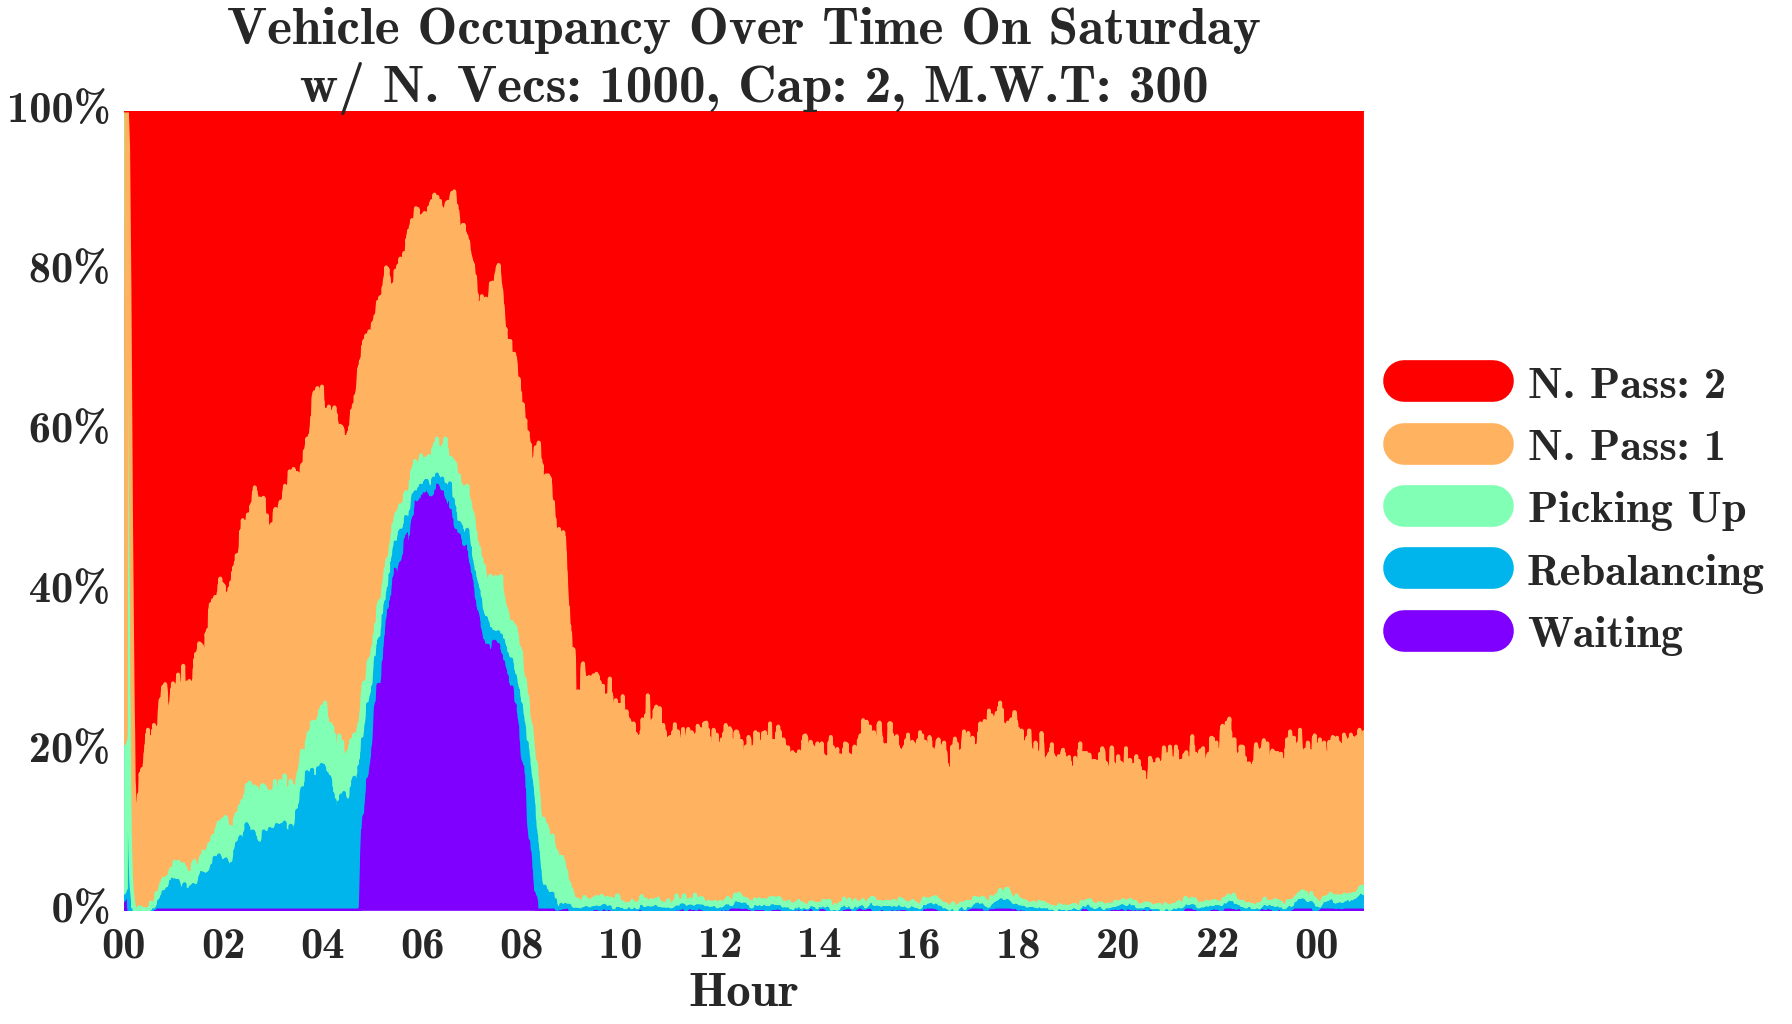 Vehicle Occupancy Over Time On Saturday
w/ N. Vecs: 1000, Cap: 2, M.W.T: 300
100%
80%
60%
40%
20%
0%
00 02 04 06 08 10 12 14 16 18 20 22 00
Hour
N. Pass: 2
N. Pass: 1
Picking Up
Rebalancing
Waiting